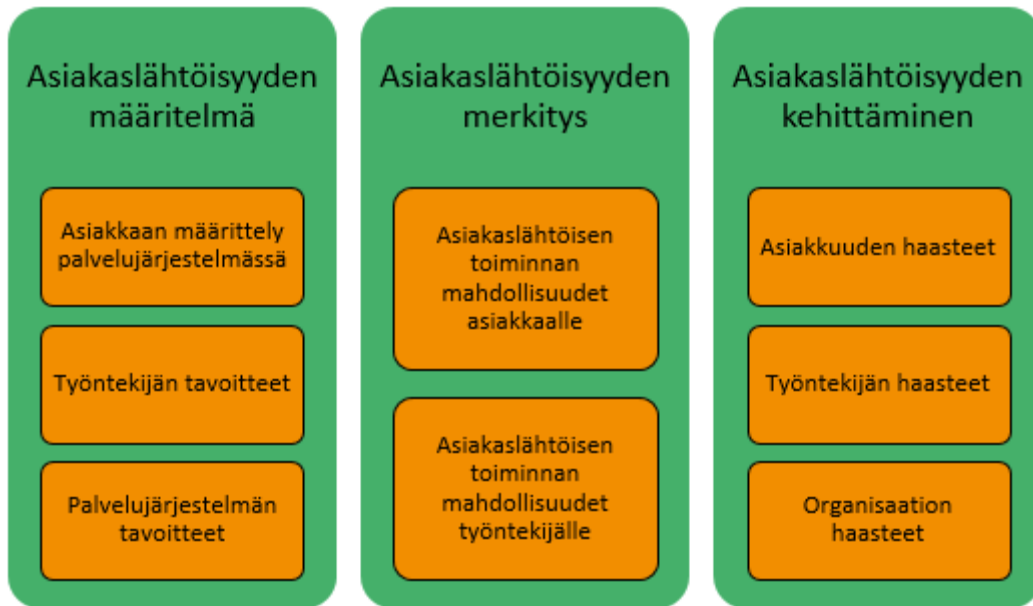 Asiakaslähtöisyyden
määritelmä
Asiakkaan määrittely
palvelujärjestelmässä
Työntekijän tavoitteet
Palvelujärjestelmän
tavoitteet
Asiakaslähtöisyyden
merkitys
Asiakaslähtöisen
toiminnan
mahdollisuudet
asiakkaalle
Asiakaslähtöisen
toiminnan
mahdollisuudet
työntekijälle
Asiakaslähtöisyyden
kehittäminen
Asiakkuuden haasteet
Työntekijän haasteet
Organisaation
haasteet